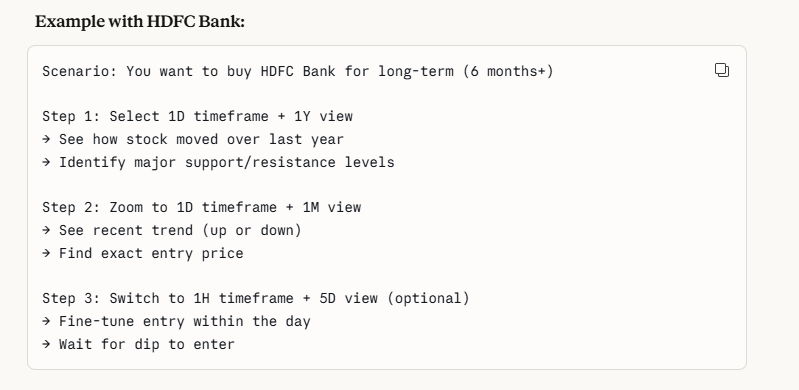 Example with HDFC Bank:
Scenario: You want to buy HDFC Bank for long-term (6 months+)
Step 1: Select 1D timeframe + 1Y view
→ See how stock moved over last year
→ Identify major support/resistance levels
Step 2: Zoom to 1D timeframe + 1M view
→ See recent trend (up or down)
→ Find exact entry price
Step 3: Switch to 1H timeframe + 5D view (optional)
→ Fine-tune entry within the day
→ Wait for dip to enter